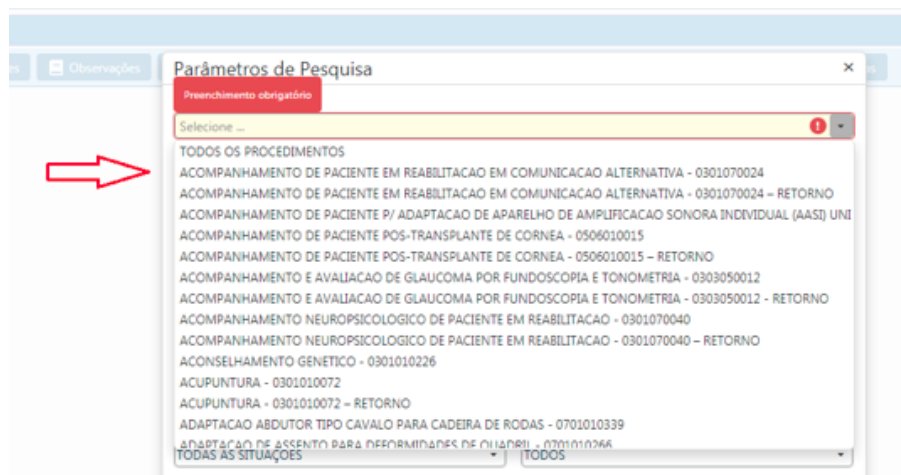 es
Observações
os
Parâmetros de Pesquisa
×
Preenchimento obrigatório
Selecione ...
TODOS OS PROCEDIMENTOS
ACOMPANHAMENTO DE PACIENTE EM REABILITACAO EM COMUNICACAO ALTERNATIVA - 0301070024
ACOMPANHAMENTO DE PACIENTE EM REABILITACAO EM COMUNICACAO ALTERNATIVA - 0301070024 – RETORNO
ACOMPANHAMENTO DE PACIENTE P/ ADAPTACAO DE APARELHO DE AMPLIFICACAO SONORA INDIVIDUAL (AASI) UNI
ACOMPANHAMENTO DE PACIENTE POS-TRANSPLANTE DE CORNEA - 0506010015
ACOMPANHAMENTO DE PACIENTE POS-TRANSPLANTE DE CORNEA - 0506010015 – RETORNO
ACOMPANHAMENTO E AVALIACAO DE GLAUCOMA POR FUNDOSCOPIA E TONOMETRIA - 0303050012
ACOMPANHAMENTO E AVALIACAO DE GLAUCOMA POR FUNDOSCOPIA E TONOMETRIA - 0303050012 - RETORNO
ACOMPANHAMENTO NEUROPSICOLOGICO DE PACIENTE EM REABILITACAO - 0301070040
ACOMPANHAMENTO NEUROPSICOLOGICO DE PACIENTE EM REABILITACAO - 0301070040 – RETORNO
ACONSELHAMENTO GENETICO - 0301010226
ACUPUNTURA - 0301010072
ACUPUNTURA - 0301010072 – RETORNO
ADAPTACAO ABDUTOR TIPO CAVALO PARA CADEIRA DE RODAS - 0701010339
ADAPTACAO DE ASSENTO PARA DEFORMIDADES DE QUADRIL - 0701010266
TODAS AS SITUAÇÕES
TODOS